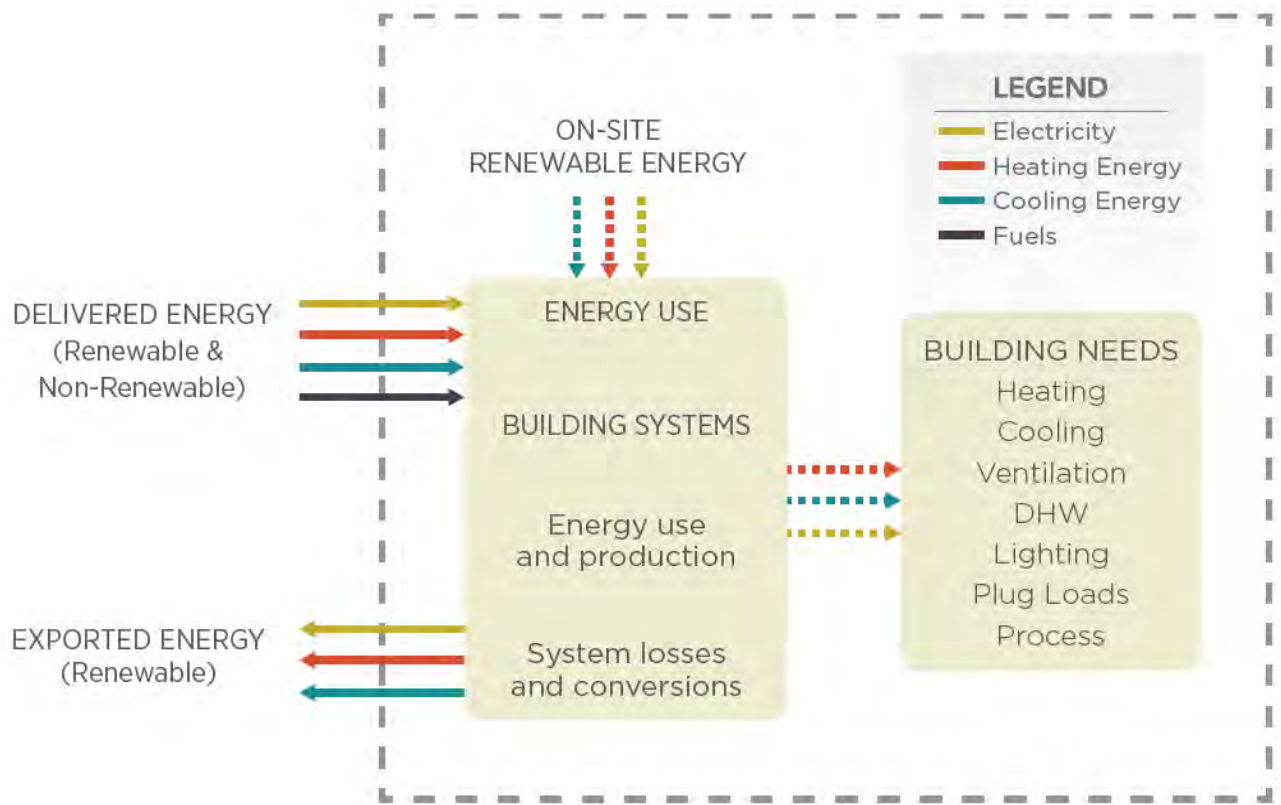 LEGEND
Electricity
Heating Energy
Cooling Energy
Fuels
ON-SITE
RENEWABLE ENERGY
DELIVERED ENERGY
(Renewable &
Non-Renewable)
ENERGY USE
BUILDING SYSTEMS
Energy use
and production
System losses
and conversions
EXPORTED ENERGY
(Renewable)
BUILDING NEEDS
Heating
Cooling
Ventilation
DHW
Lighting
Plug Loads
Process